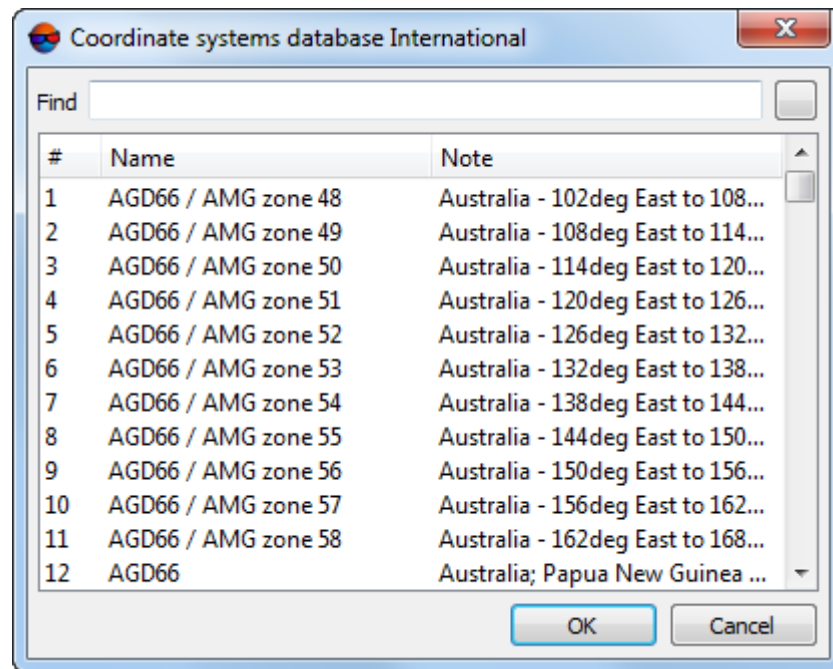 Coordinate systems database International
Find
# Name Note
1 AGD66 / AMG zone 48 Australia - 102deg East to 108...
2 AGD66 / AMG zone 49 Australia - 108deg East to 114...
3 AGD66 / AMG zone 50 Australia - 114deg East to 120...
4 AGD66 / AMG zone 51 Australia - 120deg East to 126...
5 AGD66 / AMG zone 52 Australia - 126deg East to 132...
6 AGD66 / AMG zone 53 Australia - 132deg East to 138...
7 AGD66 / AMG zone 54 Australia - 138deg East to 144...
8 AGD66 / AMG zone 55 Australia - 144deg East to 150...
9 AGD66 / AMG zone 56 Australia - 150deg East to 156...
10 AGD66 / AMG zone 57 Australia - 156deg East to 162...
11 AGD66 / AMG zone 58 Australia - 162deg East to 168...
12 AGD66 Australia; Papua New Guinea ...
OK Cancel